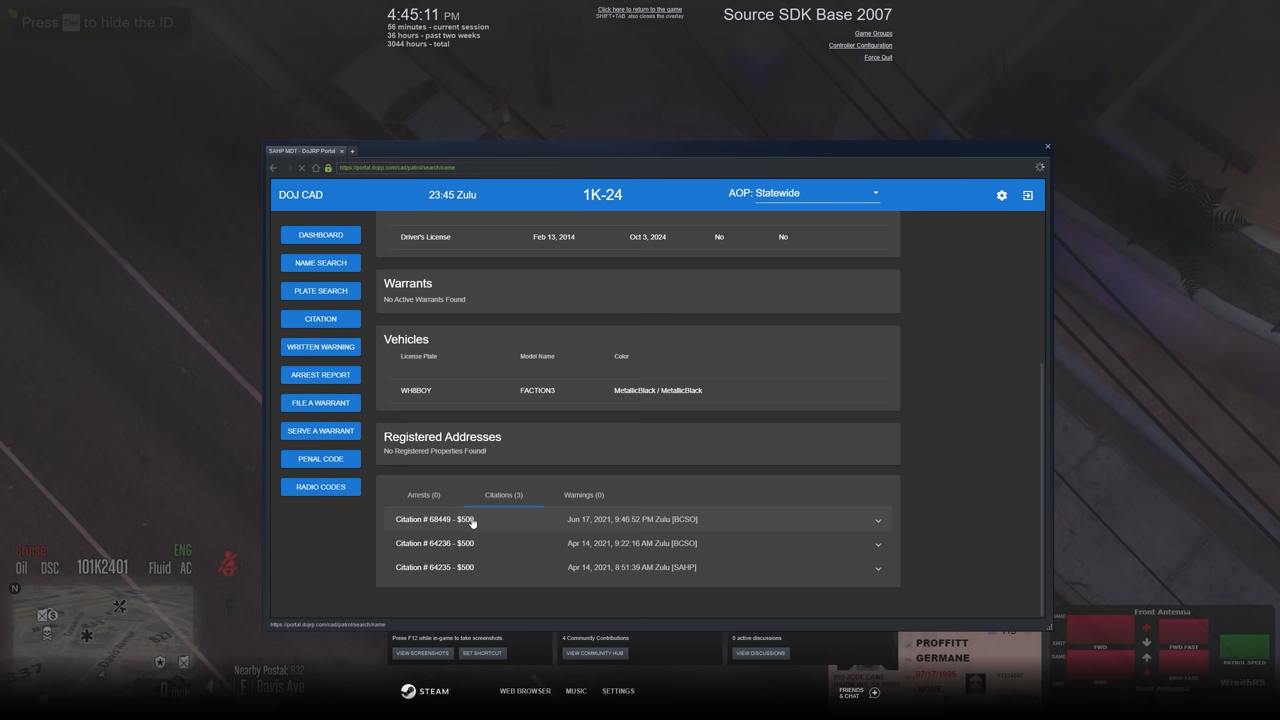 Press Del to hide the ID.
4:45:11 PM
56 minutes - current session
36 hours - past two weeks
3044 hours - total
Click here to return to the game
SHIFT+TAB also closes the overlay
Source SDK Base 2007
Game Groups
Controller Configuration
Force Quit
SAHP MDT - DoJRP Portal
https://portal.dojrp.com/cad/patrol/search/name
DOJ CAD
23:45 Zulu
1K-24
AOP: Statewide
DASHBOARD
NAME SEARCH
PLATE SEARCH
CITATION
WRITTEN WARNING
ARREST REPORT
FILE A WARRANT
SERVE A WARRANT
PENAL CODE
RADIO CODES
Driver's License Feb 13, 2014 Oct 3, 2024 No No
Warrants
No Active Warrants Found
Vehicles
License Plate Model Name Color
WH8BOY FACTION3 MetallicBlack / MetallicBlack
Registered Addresses
No Registered Properties Found!
Arrests (0) Citations (3) Warnings (0)
Citation # 68449 - $500 Jun 17, 2021, 9:46:52 PM Zulu [BCSO]
Citation # 64236 - $500 Apr 14, 2021, 9:22:16 AM Zulu [BCSO]
Citation # 64235 - $500 Apr 14, 2021, 8:51:39 AM Zulu [SAHP]
https://portal.dojrp.com/cad/patrol/search/name
Cruise ENG
Oil DSC 101K2401 Fluid AC
N
37
Nearby Postal: 832
E | Davis Ave
0 mph
Press F12 while in-game to take screenshots.
VIEW SCREENSHOTS SET SHORTCUT
4 Community Contributions
VIEW COMMUNITY HUB
0 active discussions
VIEW DISCUSSIONS
STEAM
WEB BROWSER MUSIC SETTINGS
FRIENDS & CHAT
PROFFITT
GERMANE
07/17/1995
NONE
Front Antenna
FWD FWD FAST
PATROL SPEED
Rear Antenna
WraithRS